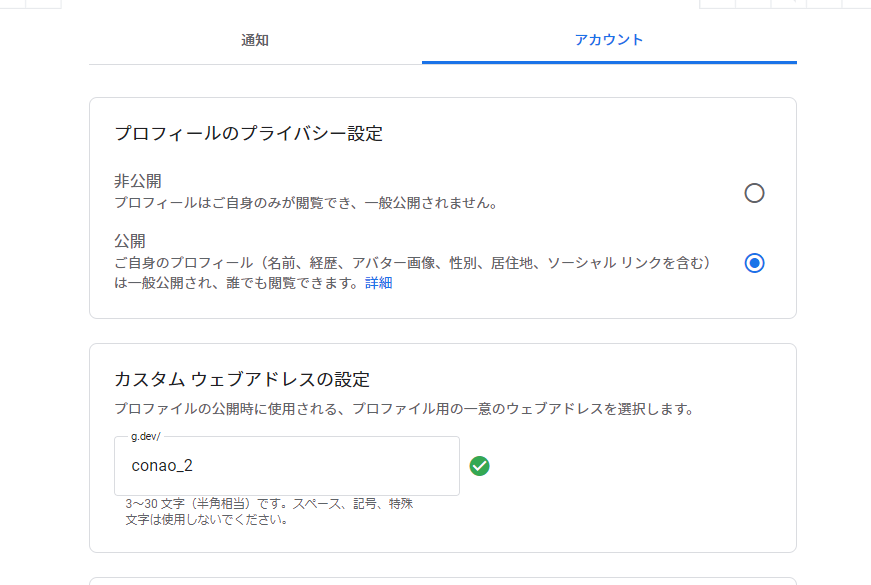 通知
アカウント
プロフィールのプライバシー設定
非公開
プロフィールはご自身のみが閲覧でき、一般公開されません。
公開
ご自身のプロフィール（名前、経歴、アバター画像、性別、居住地、ソーシャル リンクを含む）
は一般公開され、誰でも閲覧できます。詳細
カスタム ウェブアドレスの設定
プロファイルの公開時に使用される、プロファイル用の一意のウェブアドレスを選択します。
g.dev/
conao_2
3～30 文字（半角相当）です。スペース、記号、特殊
文字は使用しないでください。